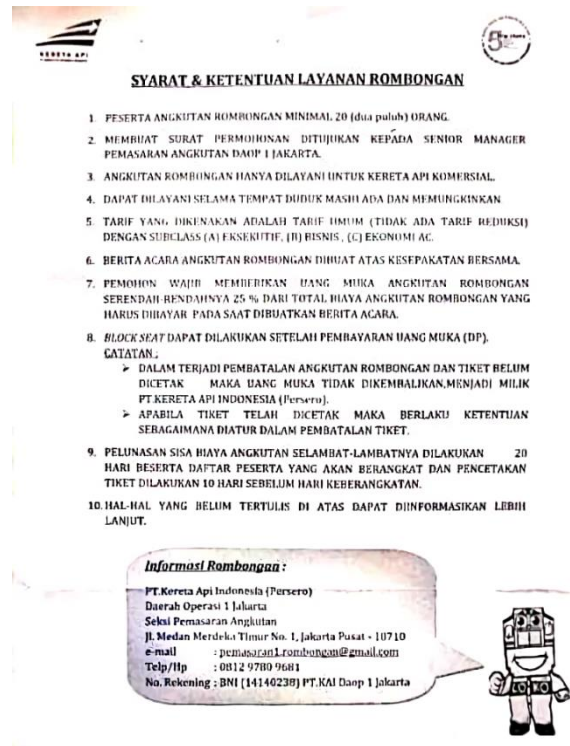 KERETA API
SYARAT & KETENTUAN LAYANAN ROMBONGAN
1. PESERTA ANGKUTAN ROMBONGAN MINIMAL 20 (dua puluh) ORANG.
2. MEMBUAT SURAT PERMOHONAN DITUJUKAN KEPADA SENIOR MANAGER
PEMASARAN ANGKUTAN DAOP 1 JAKARTA.
3. ANGKUTAN ROMBONGAN HANYA DILAYANI UNTUK KERETA API KOMERSIAL.
4. DAPAT DILAYANI SELAMA TEMPAT DUDUK MASIH ADA DAN MEMUNGKINKAN
5. TARIF YANG DIKENAKAN ADALAH TARIF UMUM (TIDAK ADA TARIF REDUKSI)
DENGAN SUBCLASS (A) EKSEKUTIF, (B) BISNIS, (C) EKONOMI AC.
6. BERITA ACARA ANGKUTAN ROMBONGAN DIBUAT ATAS KESEPAKATAN BERSAMA.
7. PEMOHON WAJIB MEMBERIKAN UANG MUKA ANGKUTAN ROMBONGAN
SERENDAH-RENDAHNYA 25 % DARI TOTAL BIAYA ANGKUTAN ROMBONGAN YANG
HARUS DIBAYAR PADA SAAT DIBUATKAN BERITA ACARA.
8. BLOCK SEAT DAPAT DILAKUKAN SETELAH PEMBAYARAN UANG MUKA (DP).
CATATAN :
➢ DALAM TERJADI PEMBATALAN ANGKUTAN ROMBONGAN DAN TIKET BELUM
DICETAK MAKA UANG MUKA TIDAK DIKEMBALIKAN,MENJADI MILIK
PT.KERETA API INDONESIA (Persero).
➢ APABILA TIKET TELAH DICETAK MAKA BERLAKU KETENTUAN
SEBAGAIMANA DIATUR DALAM PEMBATALAN TIKET.
9. PELUNASAN SISA BIAYA ANGKUTAN SELAMBAT-LAMBATNYA DILAKUKAN 20
HARI BESERTA DAFTAR PESERTA YANG AKAN BERANGKAT DAN PENCETAKAN
TIKET DILAKUKAN 10 HARI SEBELUM HARI KEBERANGKATAN.
10. HAL-HAL YANG BELUM TERTULIS DI ATAS DAPAT DIINFORMASIKAN LEBIH
LANJUT.
Informasi Rombongan :
PT.Kereta Api Indonesia (Persero)
Daerah Operasi 1 Jakarta
Seksi Pemasaran Angkutan
Jl. Medan Merdeka Timur No. 1, Jakarta Pusat - 10710
e-mail : pemasaran1.rombongan@gmail.com
Telp/Hp : 0812 9780 9681
No. Rekening : BNI (14140238) PT.KAI Daop 1 Jakarta